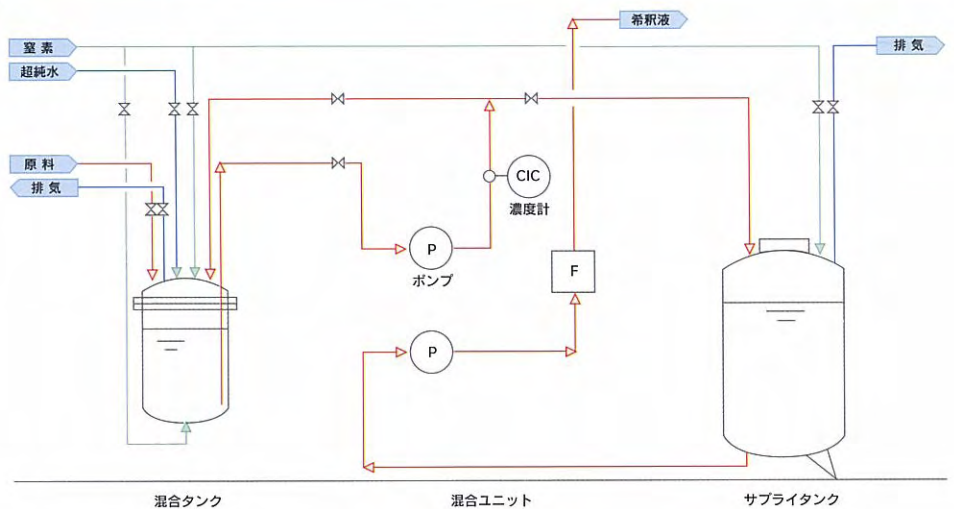 希釈液
窒素
排気
超純水
原料
排気
CIC
濃度計
P
ポンプ
F
P
混合タンク
混合ユニット
サプライタンク